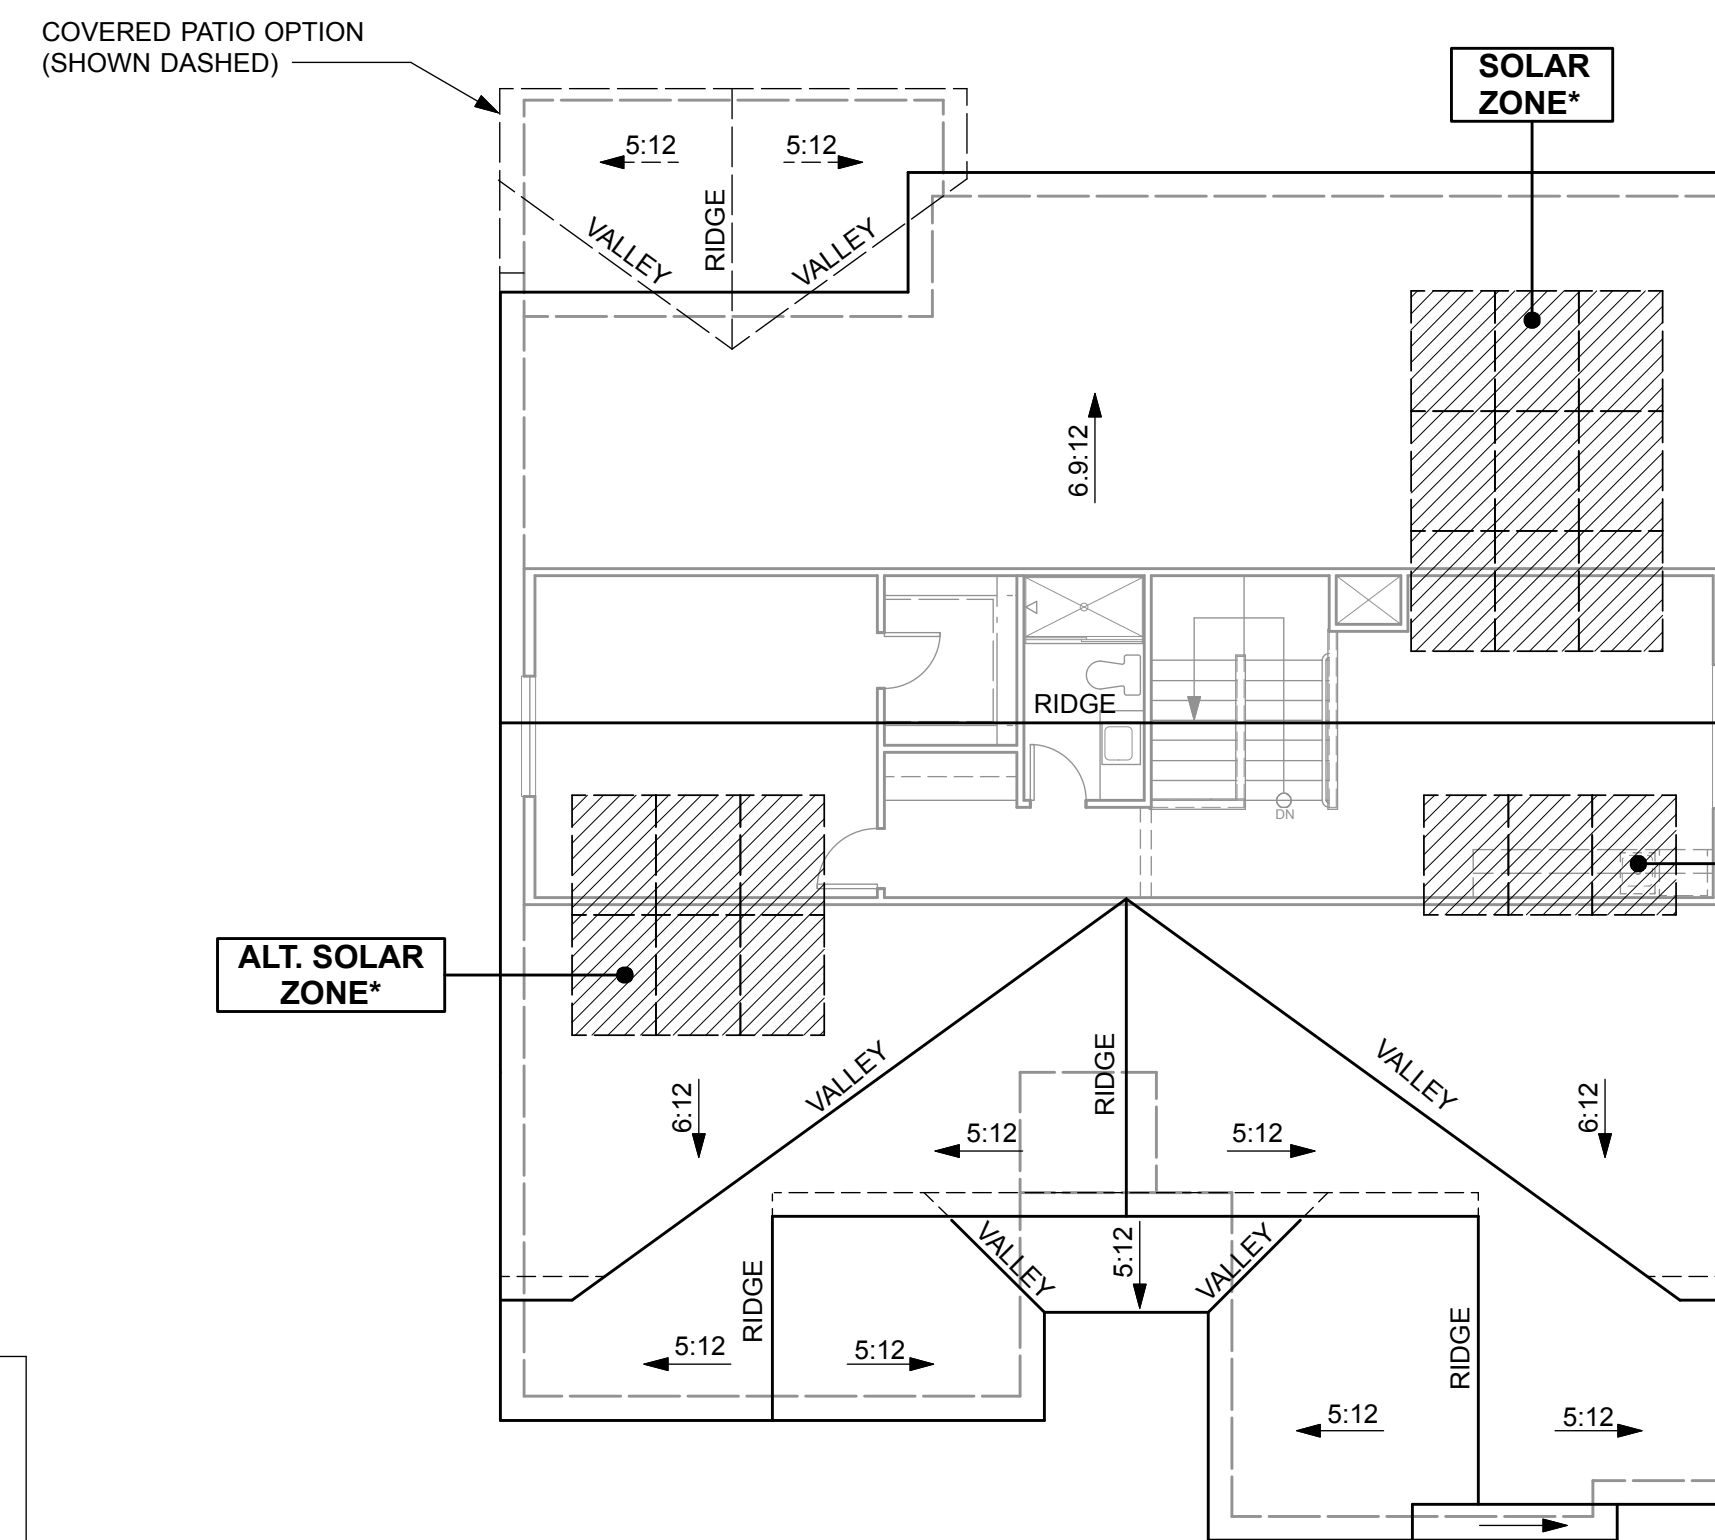 COVERED PATIO OPTION
(SHOWN DASHED)
SOLAR
ZONE*
5:12
5:12
RIDGE
VALLEY
VALLEY
6.9:12
RIDGE
DN
ALT. SOLAR
ZONE*
VALLEY
RIDGE
VALLEY
6:12
6:12
5:12
5:12
VALLEY
5:12
VALLEY
RIDGE
5:12
5:12
RIDGE
5:12
5:12